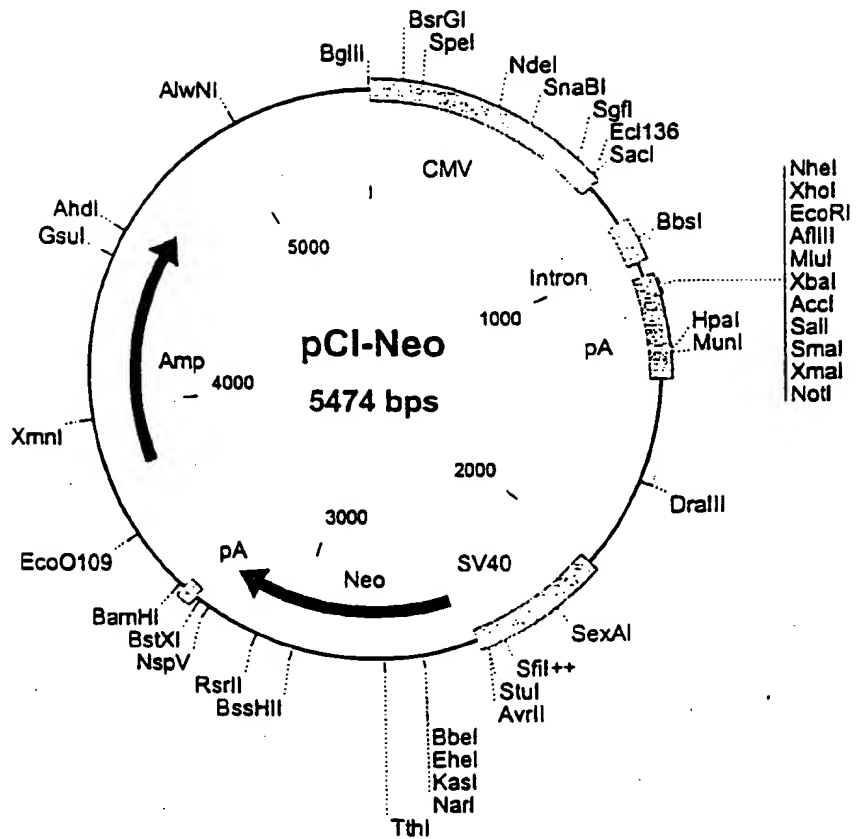 BsrGI
SpeI
BglII
NdeI
SnaBI
SgfI
Ecl136
SacI
AlwNI
CMV
NheI
XhoI
EcoRI
AflIII
MluI
XbaI
AccI
SalI
SmaI
XmaI
NotI
AhdI
GsuI
BbsI
5000
Intron
1000
HpaI
MunI
pA
pCI-Neo
5474 bps
Amp
4000
XmnI
2000
DraIII
3000
EcoO109
pA
Neo
SV40
BamHI
BstXI
NspV
SexAI
RsrII
BssHII
SfiI++
StuI
AvrII
BbeI
EheI
KasI
NarI
TthI